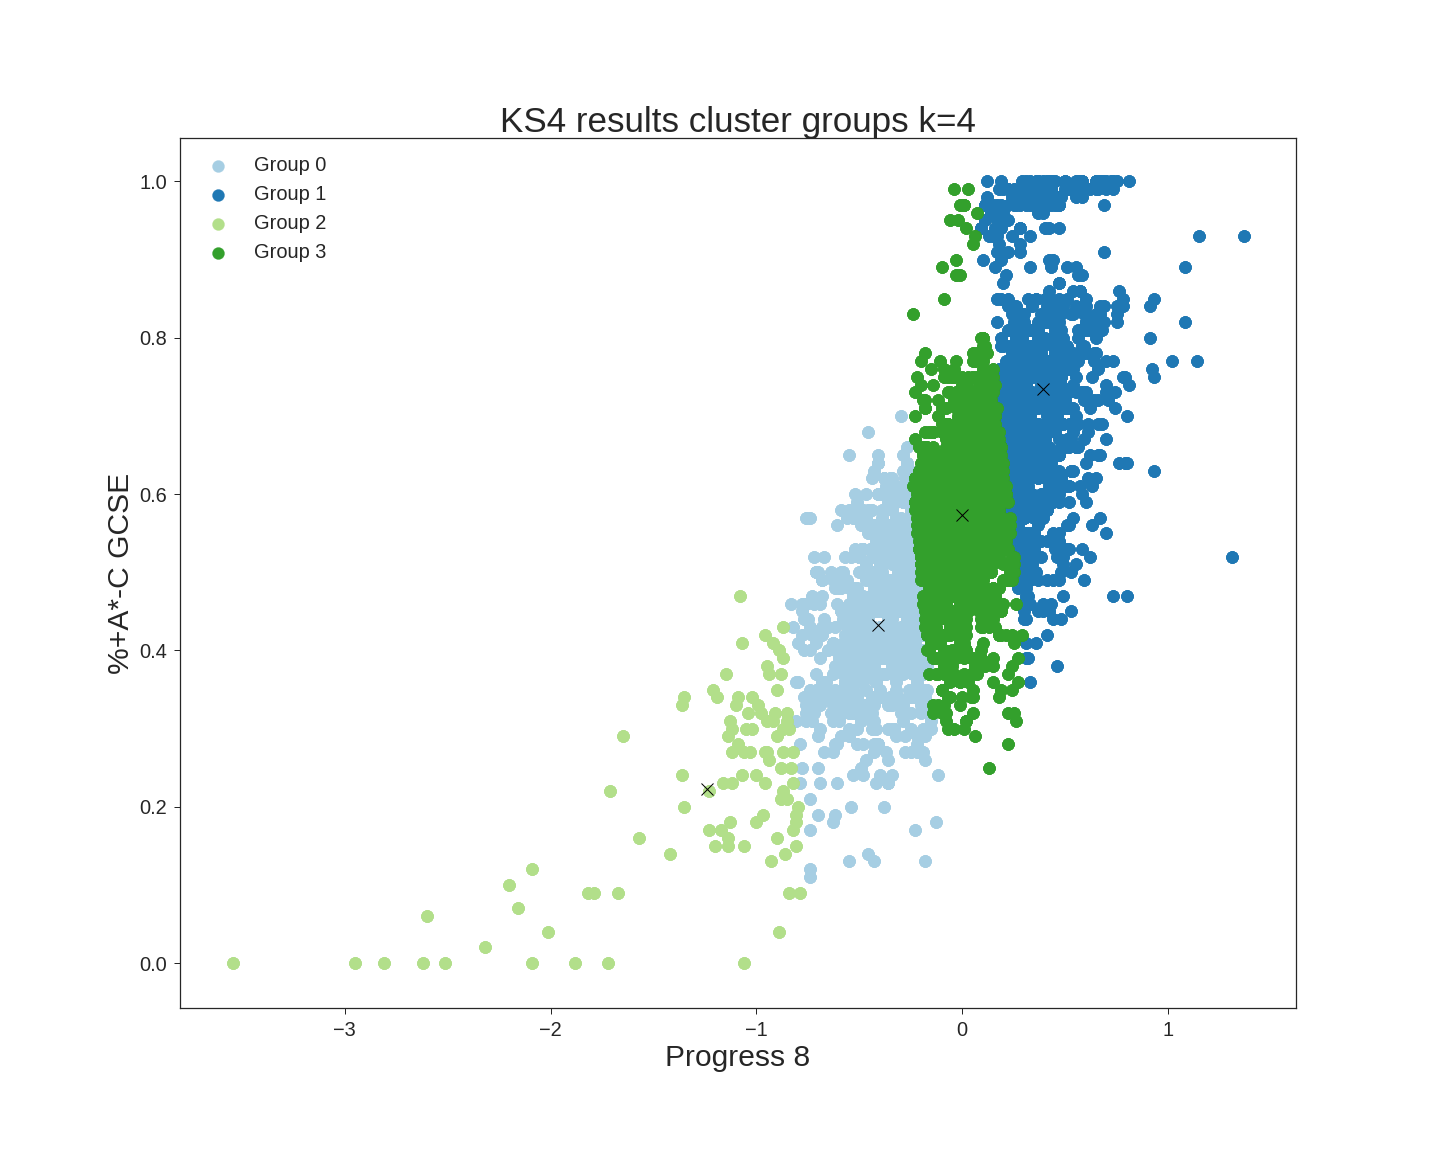 KS4 results cluster groups k=4
Group 0
Group 1
Group 2
Group 3
1.0
0.8
0.6
0.4
0.2
0.0
%+A*-C GCSE
−3
−2
−1
0
1
Progress 8